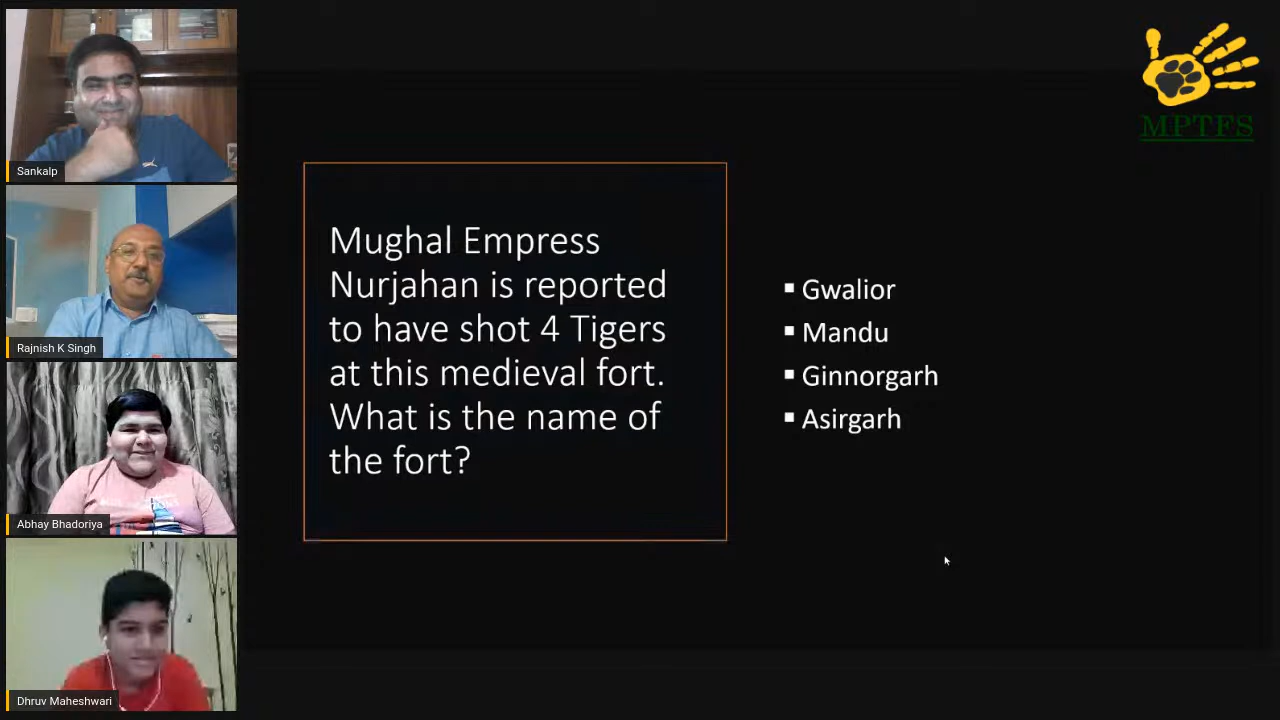 Sankalp
Rajnish K Singh
Abhay Bhadoriya
Dhruv Maheshwari
Mughal Empress
Nurjahan is reported
to have shot 4 Tigers
at this medieval fort.
What is the name of
the fort?
▪ Gwalior
▪ Mandu
▪ Ginnorgarh
▪ Asirgarh
MPTFS